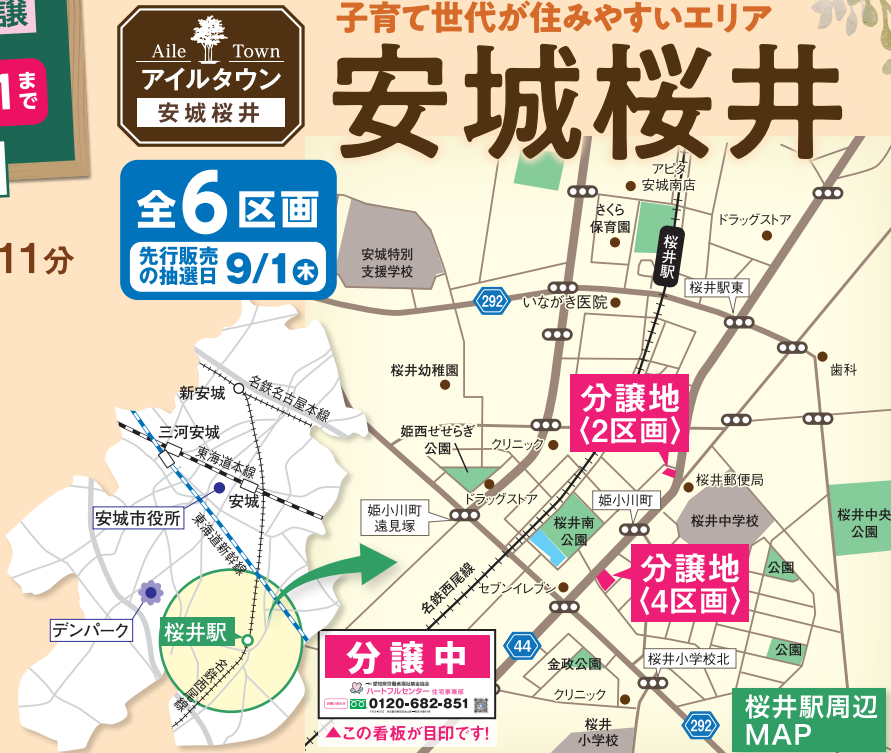 譲
1まで
11分
Aile Town
アイルタウン
安城桜井
子育て世代が住みやすいエリア
安城桜井
全6区画
先行販売
の抽選日 9/1㊍
アピタ
安城南店
さくら
保育園
ドラッグストア
桜井駅
安城特別
支援学校
桜井駅東
292
いながき医院
歯科
桜井幼稚園
分譲地
〈2区画〉
姫西せせらぎ
公園
クリニック
桜井郵便局
ドラッグストア
姫小川町
姫小川町
遠見塚
桜井南
公園
桜井中学校
桜井中央
公園
名鉄西尾線
セブンイレブン
分譲地
〈4区画〉
公園
公園
44
金政公園
桜井小学校北
クリニック
桜井
小学校
292
桜井駅周辺
MAP
新安城
名鉄名古屋本線
三河安城
東海道本線
安城
安城市役所
東海道新幹線
デンパーク
桜井駅
名鉄西尾線
分譲中
ハートフルセンター 住宅事業部
0120-682-851
▲この看板が目印です!